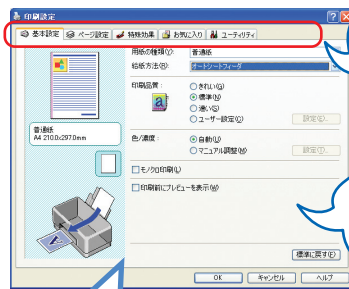 印刷設定
基本設定 ページ設定 特殊効果 お気に入り ユーティリティ
用紙の種類(Y): 普通紙
給紙方法(B): オートシートフィーダ
印刷品質: きれい(G)
標準(N)
速い(S)
ユーザー設定(C) 設定(E)...
普通紙
A4 210.0x297.0mm
色/濃度: 自動(U)
マニュアル調整(M) 設定(T)...
モノクロ印刷(L)
印刷前にプレビューを表示(W)
標準に戻す(F)
OK キャンセル ヘルプ